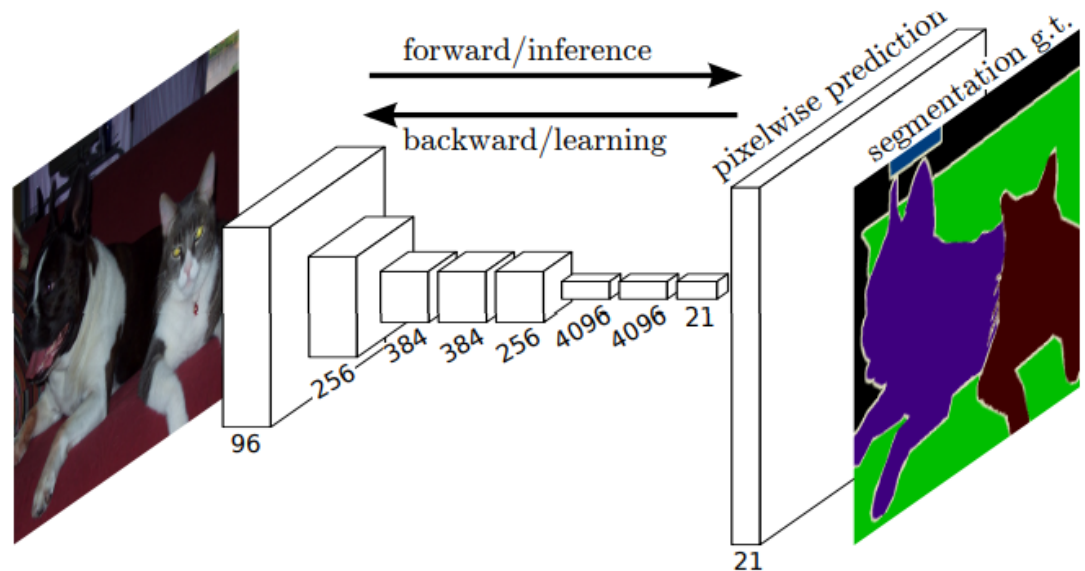 forward/inference
backward/learning
pixelwise prediction
segmentation g.t.
96
256
384
384
256
4096
4096
21
21